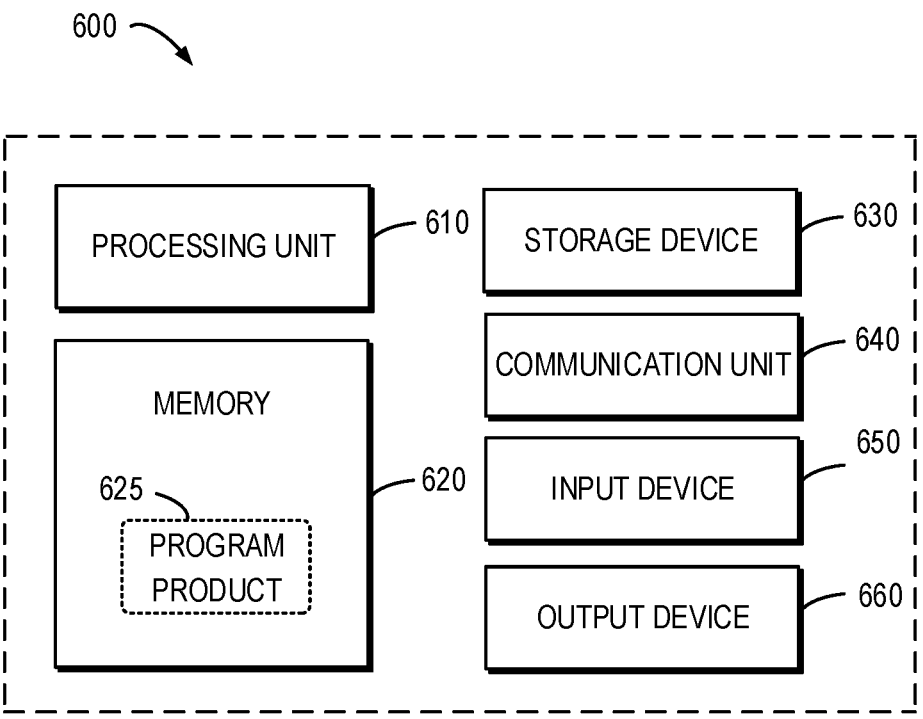 600
PROCESSING UNIT
610
MEMORY
620
625
PROGRAM
PRODUCT
STORAGE DEVICE
630
COMMUNICATION UNIT
640
INPUT DEVICE
650
OUTPUT DEVICE
660